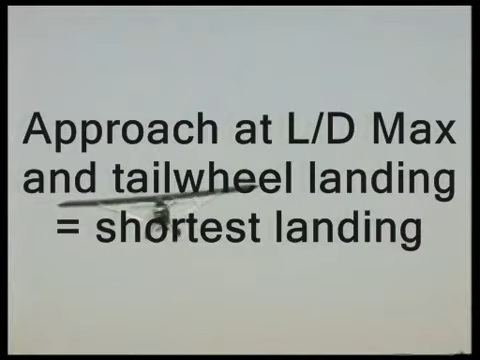 Approach at L/D Max
and tailwheel landing
= shortest landing